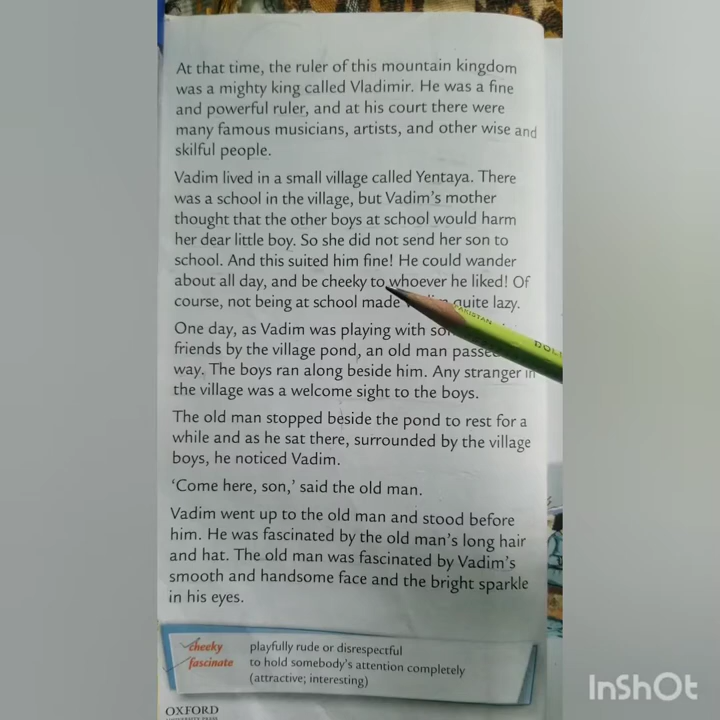 At that time, the ruler of this mountain kingdom
was a mighty king called Vladimir. He was a fine
and powerful ruler, and at his court there were
many famous musicians, artists, and other wise and
skilful people.
Vadim lived in a small village called Yentaya. There
was a school in the village, but Vadim's mother
thought that the other boys at school would harm
her dear little boy. So she did not send her son to
school. And this suited him fine! He could wander
about all day, and be cheeky to whoever he liked! Of
course, not being at school made quite lazy.
One day, as Vadim was playing with
friends by the village pond, an old man
way. The boys ran along beside him. Any stranger in
the village was a welcome sight to the boys.
The old man stopped beside the pond to rest for a
while and as he sat there, surrounded by the village
boys, he noticed Vadim.
'Come here, son,' said the old man.
Vadim went up to the old man and stood before
him. He was fascinated by the old man's long hair
and hat. The old man was fascinated by Vadim's
smooth and handsome face and the bright sparkle
in his eyes.
cheeky playfully rude or disrespectful
fascinate to hold somebody's attention completely
(attractive; interesting)
OXFORD
UNIVERSITY PRESS
PAKISTAN
InShOt